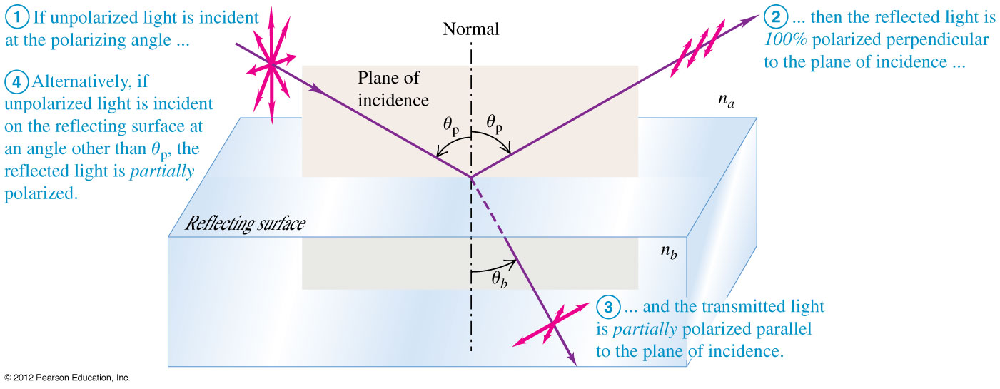 ① If unpolarized light is incident
at the polarizing angle ...
④ Alternatively, if
unpolarized light is incident
on the reflecting surface at
an angle other than θp, the
reflected light is partially
polarized.
Normal
Plane of
incidence
θp
θp
② ... then the reflected light is
100% polarized perpendicular
to the plane of incidence ...
na
Reflecting surface
nb
θb
③ ... and the transmitted light
is partially polarized parallel
to the plane of incidence.
© 2012 Pearson Education, Inc.